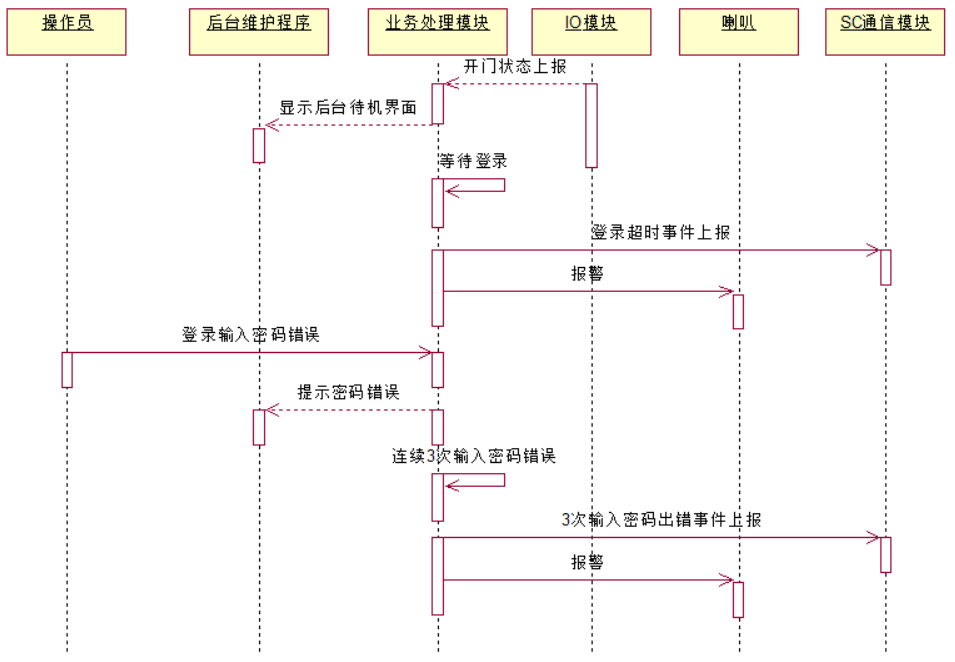 操作员
后台维护程序
业务处理模块
IO模块
喇叭
SC通信模块
开门状态上报
显示后台待机界面
等待登录
登录超时事件上报
报警
登录输入密码错误
提示密码错误
连续3次输入密码错误
3次输入密码出错事件上报
报警